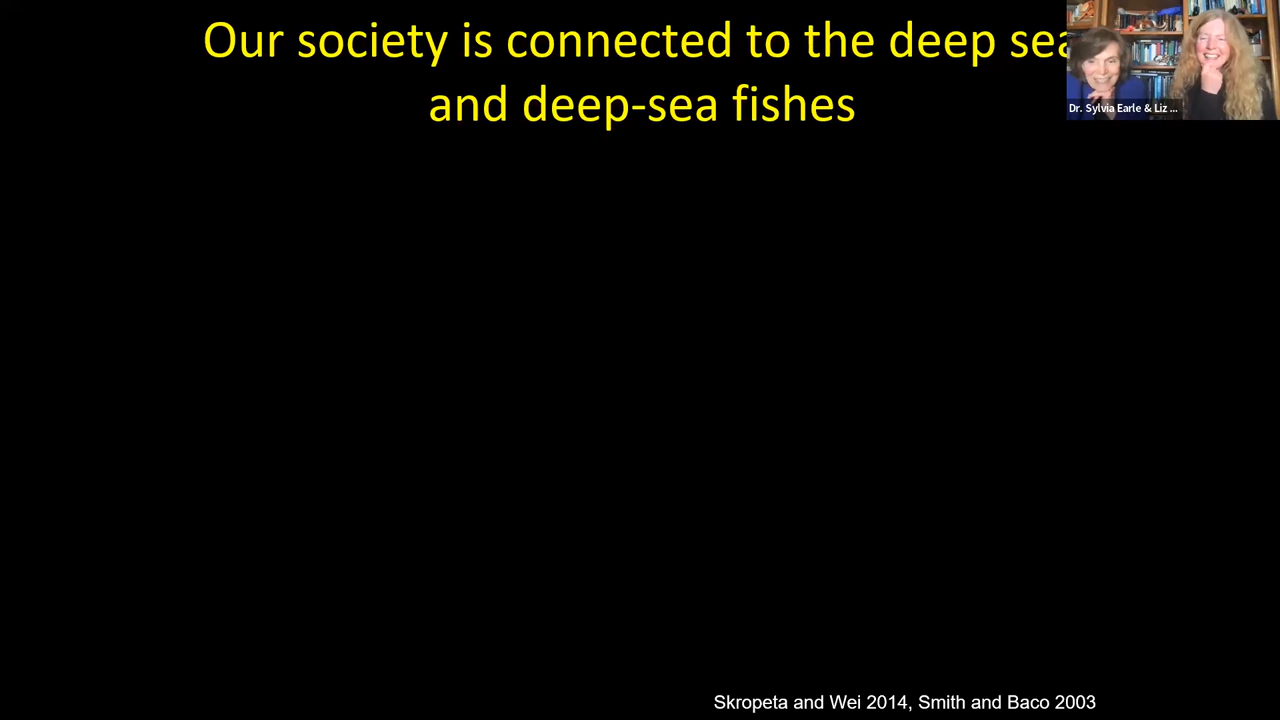 Our society is connected to the deep sea
and deep-sea fishes
Dr. Sylvia Earle & Liz ...
Skropeta and Wei 2014, Smith and Baco 2003